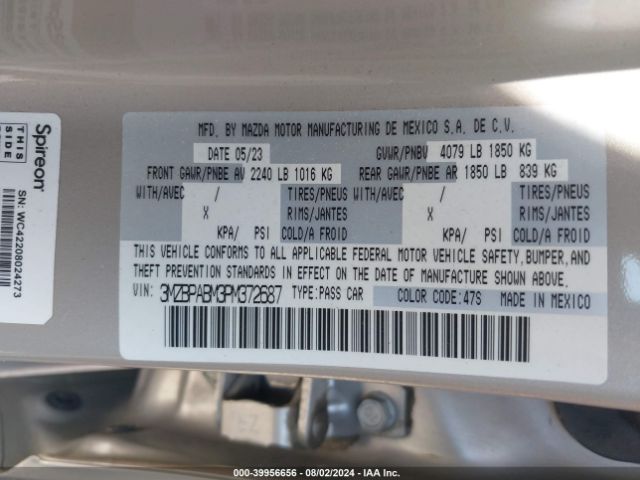 THIS SIDE
Spireon
SN: WC42208024273
MFD. BY MAZDA MOTOR MANUFACTURING DE MEXICO S.A. DE C.V.
DATE 05/23 GVWR/PNBV 4079 LB 1850 KG
FRONT GAWR/PNBE AV 2240 LB 1016 KG REAR GAWR/PNBE AR 1850 LB 839 KG
WITH/AVEC / TIRES/PNEUS WITH/AVEC / TIRES/PNEUS
X RIMS/JANTES X RIMS/JANTES
KPA/ PSI COLD/A FROID KPA/ PSI COLD/A FROID
THIS VEHICLE CONFORMS TO ALL APPLICABLE FEDERAL MOTOR VEHICLE SAFETY, BUMPER, AND
THEFT PREVENTION STANDARDS IN EFFECT ON THE DATE OF MANUFACTURE SHOWN ABOVE.
VIN: 3MZBPABM3PM372687 TYPE: PASS CAR COLOR CODE: 47S MADE IN MEXICO
000-39956656 - 08/02/2024 - IAA Inc.